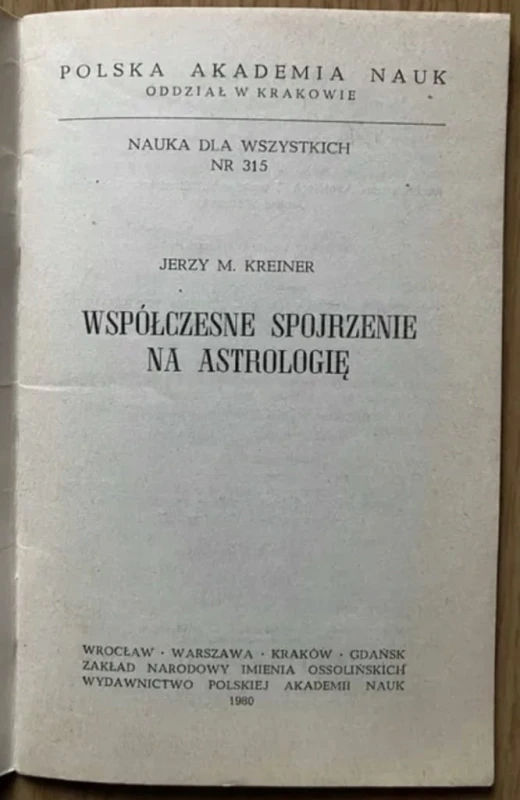 POLSKA AKADEMIA NAUK
ODDZIAŁ W KRAKOWIE
NAUKA DLA WSZYSTKICH
NR 315
JERZY M. KREINER
WSPÓŁCZESNE SPOJRZENIE
NA ASTROLOGIĘ
WROCŁAW · WARSZAWA · KRAKÓW · GDAŃSK
ZAKŁAD NARODOWY IMIENIA OSSOLIŃSKICH
WYDAWNICTWO POLSKIEJ AKADEMII NAUK
1980